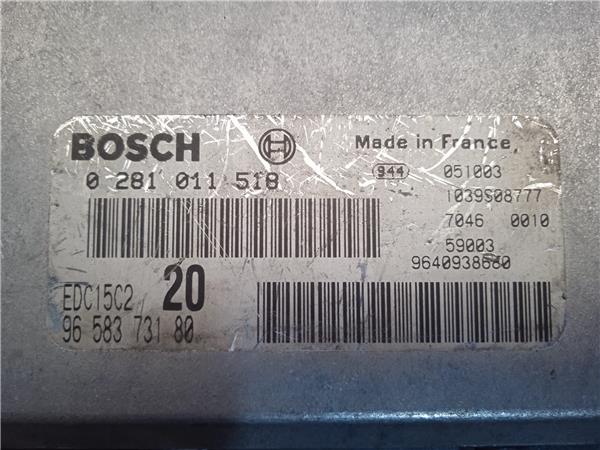 BOSCH
Made in France
0 281 011 518
944 051003
1039S08777
7046 0010
59003
9640938680
EDC15C2 20
96 583 731 80